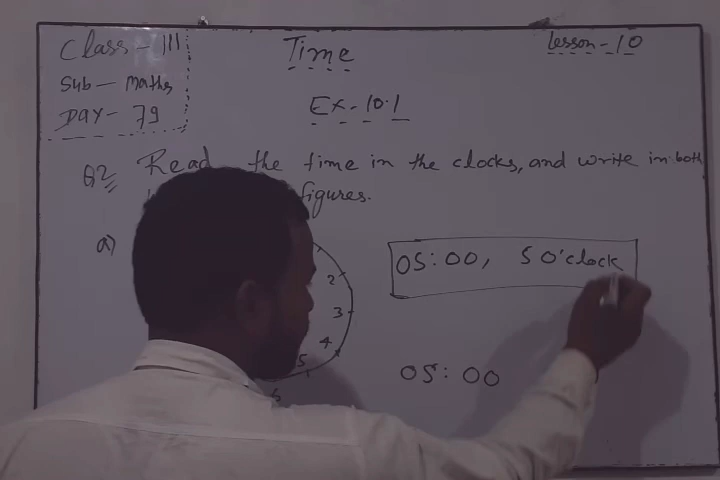 Class - III
Sub - Maths
Day - 79
Time
Lesson - 10
Ex - 10.1
Q2 Read the time in the clocks, and write in both
figures.
a)
2
3
4
5
6
05:00, 5 O'clock
05:00